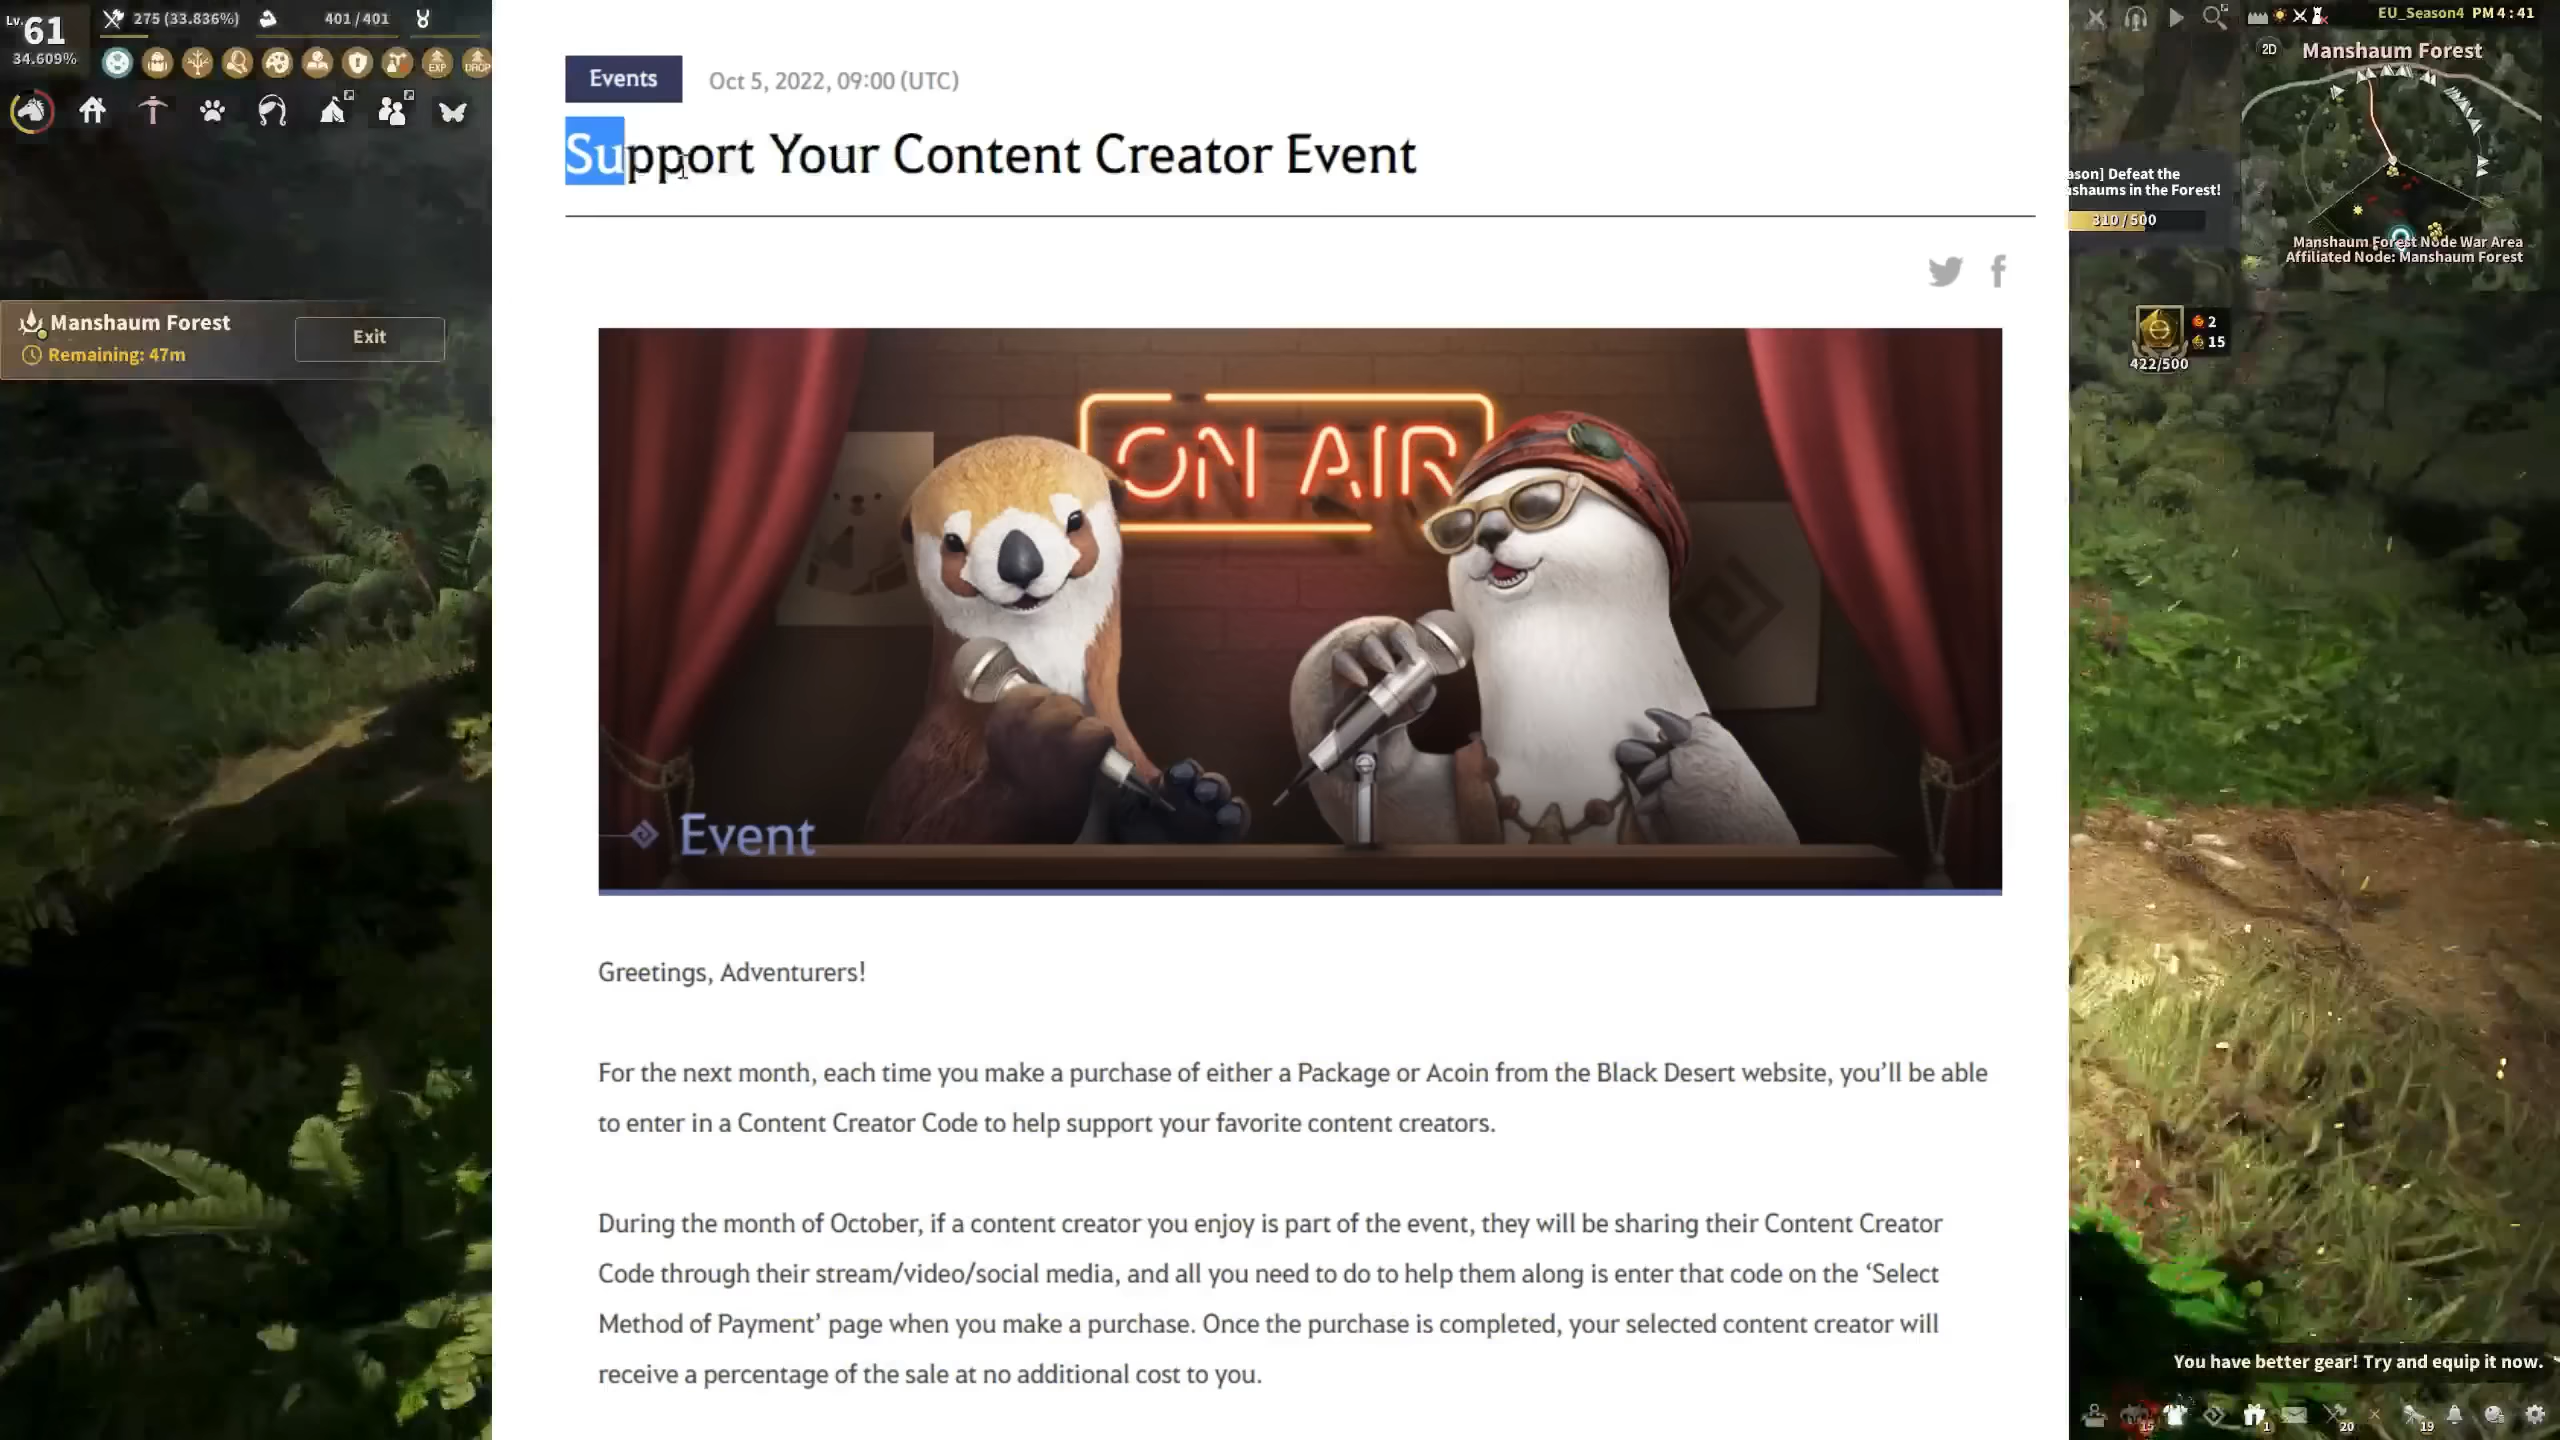 Lv. 61
34.609%
275 (33.836%)
401 / 401
EXP
DROP
Manshaum Forest
Remaining: 47m
Exit
Events
Oct 5, 2022, 09:00 (UTC)
Support Your Content Creator Event
ON AIR
Event
Greetings, Adventurers!
For the next month, each time you make a purchase of either a Package or Acoin from the Black Desert website, you’ll be able
to enter in a Content Creator Code to help support your favorite content creators.
During the month of October, if a content creator you enjoy is part of the event, they will be sharing their Content Creator
Code through their stream/video/social media, and all you need to do to help them along is enter that code on the ‘Select
Method of Payment’ page when you make a purchase. Once the purchase is completed, your selected content creator will
receive a percentage of the sale at no additional cost to you.
EU_Season4 PM 4 : 41
2D
Manshaum Forest
ason] Defeat the
shaums in the Forest!
310 / 500
Manshaum Forest Node War Area
Affiliated Node: Manshaum Forest
2
15
422/500
You have better gear! Try and equip it now.
15
1
20
19